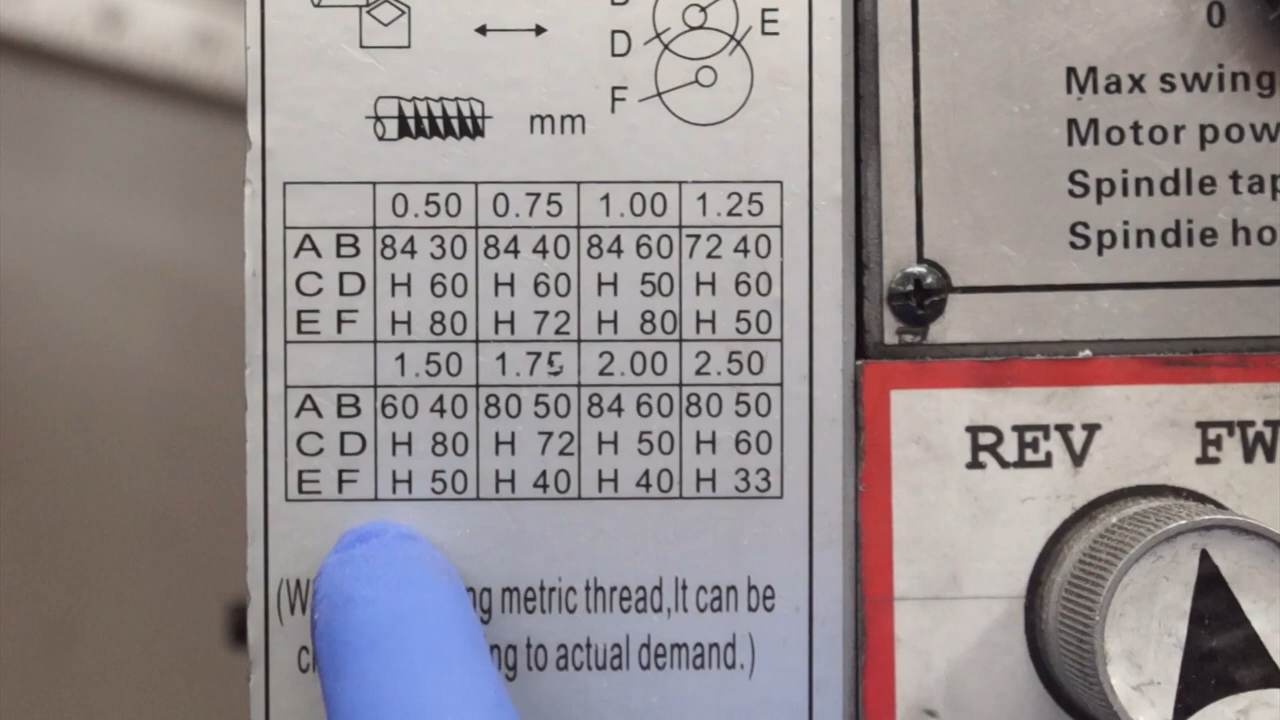 D E
F
mm
0.50 0.75 1.00 1.25
A B 84 30 84 40 84 60 72 40
C D H 60 H 60 H 50 H 60
E F H 80 H 72 H 80 H 50
1.50 1.75 2.00 2.50
A B 60 40 80 50 84 60 80 50
C D H 80 H 72 H 50 H 60
E F H 50 H 40 H 40 H 33
metric thread,It can be
to actual demand.)
0
Max swing
Motor pow
Spindle tap
Spindie ho
REV FW